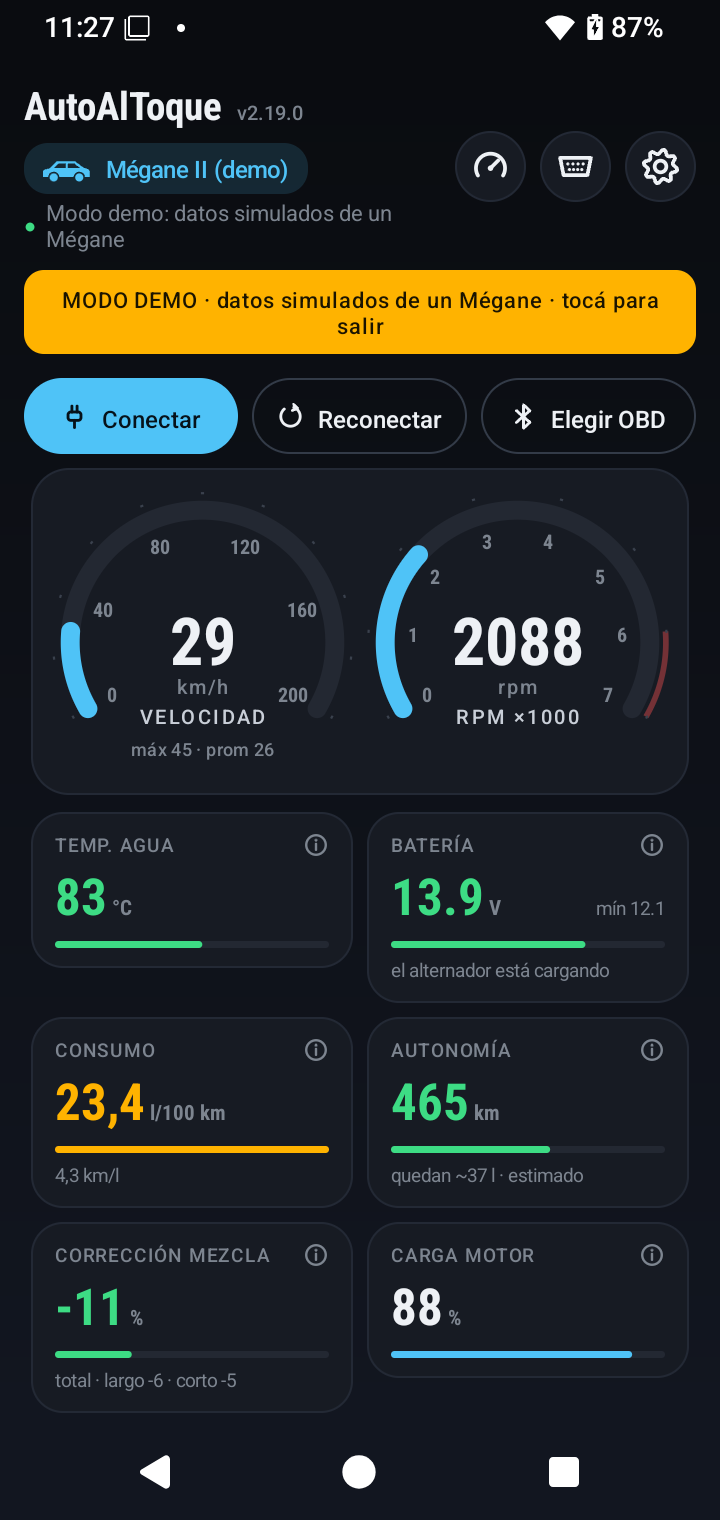 11:27
87%
AutoAlToque v2.19.0
Mégane II (demo)
Modo demo: datos simulados de un
Mégane
MODO DEMO · datos simulados de un Mégane · tocá para
salir
Conectar
Reconectar
Elegir OBD
0
40
80
120
160
200
29
km/h
VELOCIDAD
máx 45 · prom 26
0
1
2
3
4
5
6
7
2088
rpm
RPM ×1000
TEMP. AGUA
83 °C
BATERÍA
13.9 V
mín 12.1
el alternador está cargando
CONSUMO
23,4 l/100 km
4,3 km/l
AUTONOMÍA
465 km
quedan ~37 l · estimado
CORRECCIÓN MEZCLA
-11 %
total · largo -6 · corto -5
CARGA MOTOR
88 %